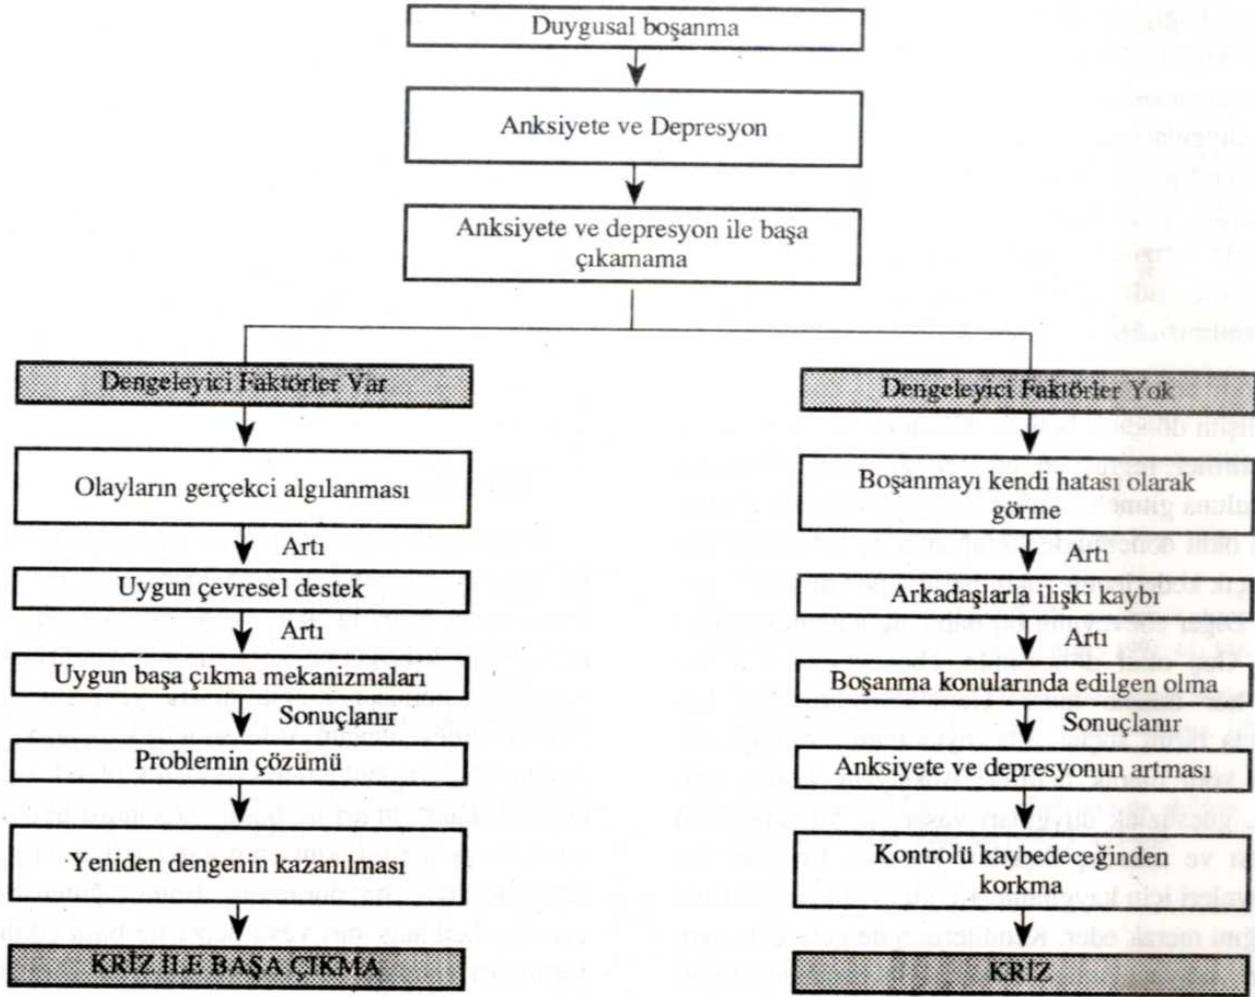 Duygusal boşanma
Anksiyete ve Depresyon
Anksiyete ve depresyon ile başa
çıkamama
Dengeleyici Faktörler Var
Olayların gerçekci algılanması
Artı
Uygun çevresel destek
Artı
Uygun başa çıkma mekanizmaları
Sonuçlanır
Problemin çözümü
Yeniden dengenin kazanılması
KRİZ İLE BAŞA ÇIKMA
Dengeleyici Faktörler Yok
Boşanmayı kendi hatası olarak
görme
Artı
Arkadaşlarla ilişki kaybı
Artı
Boşanma konularında edilgen olma
Sonuçlanır
Anksiyete ve depresyonun artması
Kontrolü kaybedeceğinden
korkma
KRİZ